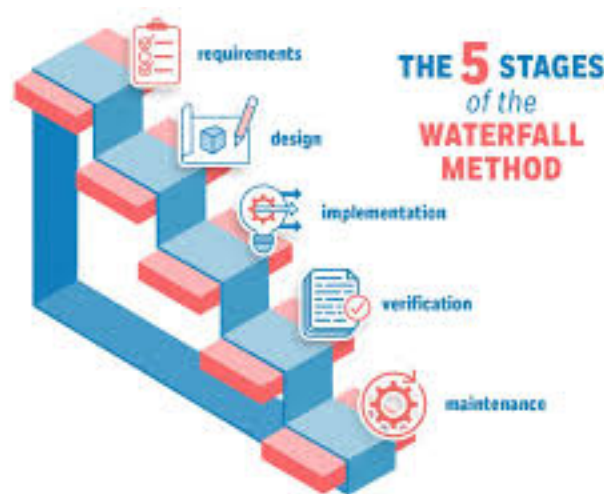 requirements
THE 5 STAGES
of the
WATERFALL
METHOD
design
implementation
verification
maintenance